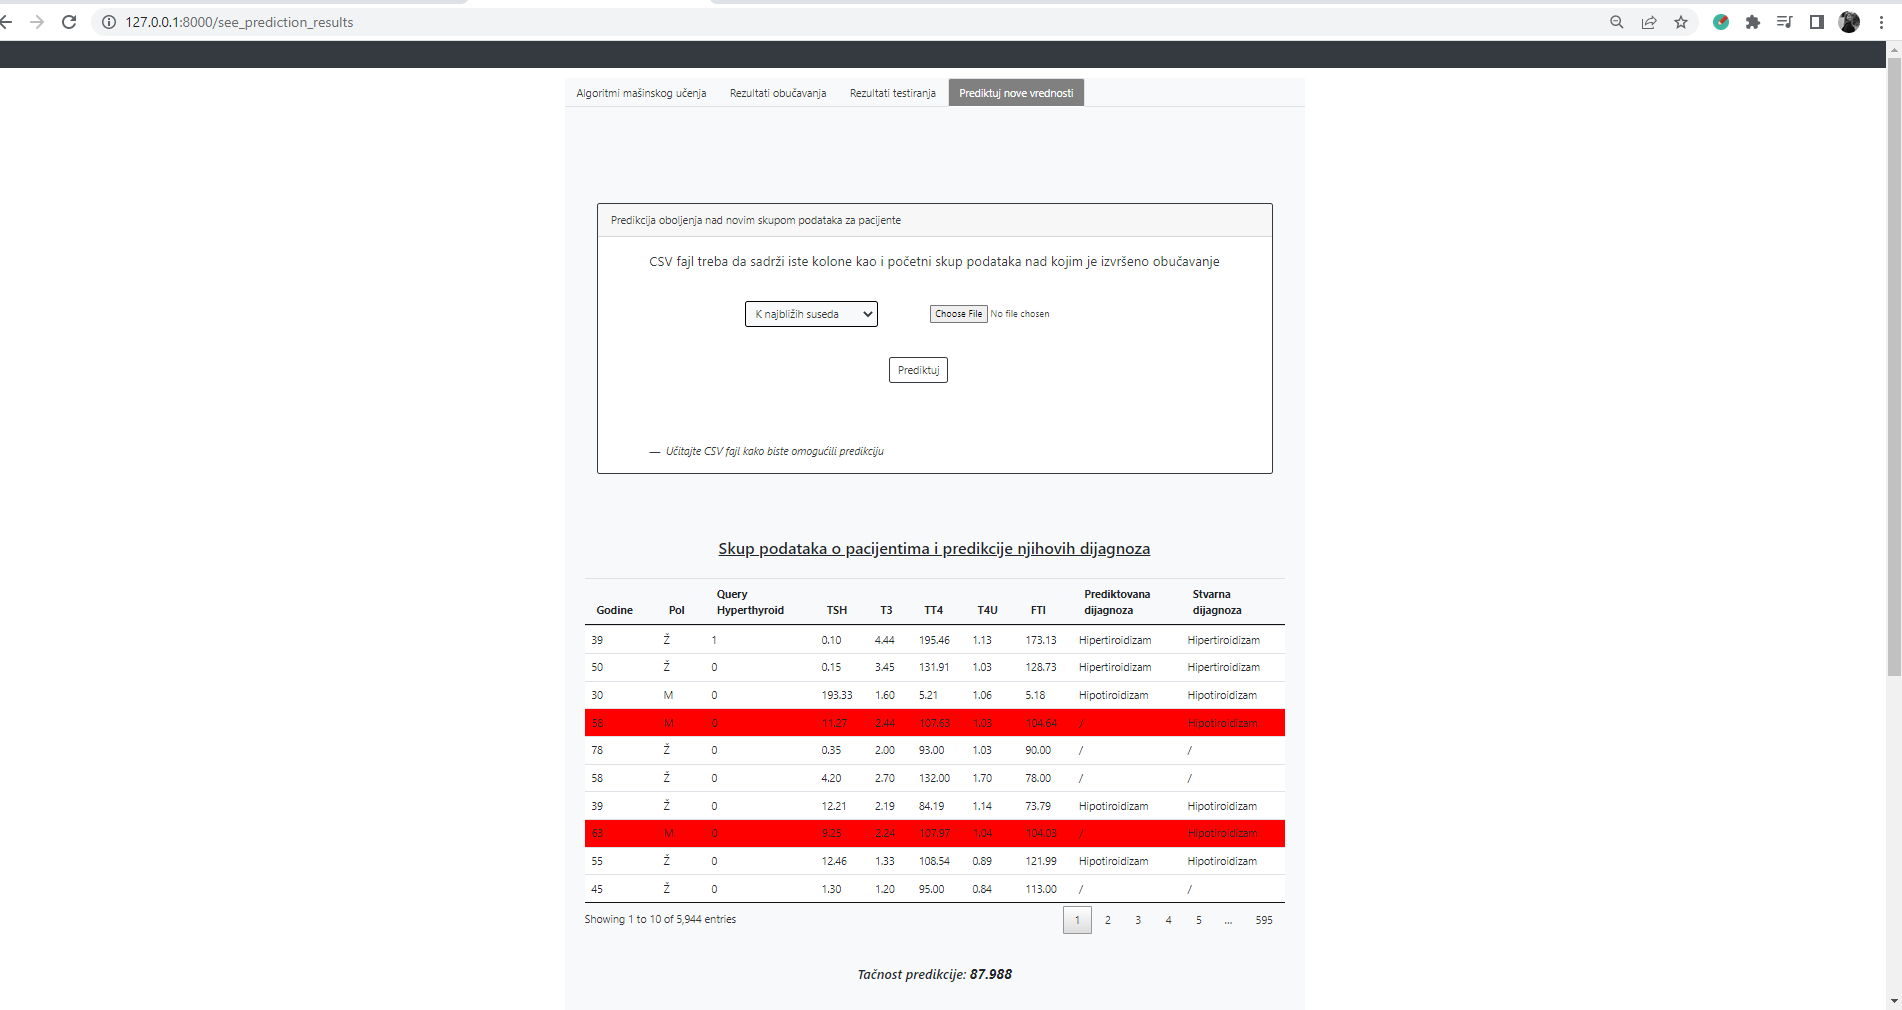 127.0.0.1:8000/see_prediction_results
Algoritmi mašinskog učenja Rezultati obučavanja Rezultati testiranja Prediktuj nove vrednosti
Predikcija oboljenja nad novim skupom podataka za pacijente
CSV fajl treba da sadrži iste kolone kao i početni skup podataka nad kojim je izvršeno obučavanje
K najbližih suseda Choose File No file chosen
Prediktuj
— Učitajte CSV fajl kako biste omogućili predikciju
Skup podataka o pacijentima i predikcije njihovih dijagnoza
Godine Pol Query Hyperthyroid TSH T3 TT4 T4U FTI Prediktovana dijagnoza Stvarna dijagnoza
39 Ž 1 0.10 4.44 195.46 1.13 173.13 Hipertiroidizam Hipertiroidizam
50 Ž 0 0.15 3.45 131.91 1.03 128.73 Hipertiroidizam Hipertiroidizam
30 M 0 193.33 1.60 5.21 1.06 5.18 Hipotiroidizam Hipotiroidizam
58 M 0 11.27 2.44 107.63 1.03 104.64 / Hipotiroidizam
78 Ž 0 0.35 2.00 93.00 1.03 90.00 / /
58 Ž 0 4.20 2.70 132.00 1.70 78.00 / /
39 Ž 0 12.21 2.19 84.19 1.14 73.79 Hipotiroidizam Hipotiroidizam
63 M 0 9.25 2.24 107.97 1.04 104.03 / Hipotiroidizam
55 Ž 0 12.46 1.33 108.54 0.89 121.99 Hipotiroidizam Hipotiroidizam
45 Ž 0 1.30 1.20 95.00 0.84 113.00 / /
Showing 1 to 10 of 5,944 entries 1 2 3 4 5 ... 595
Tačnost predikcije: 87.988